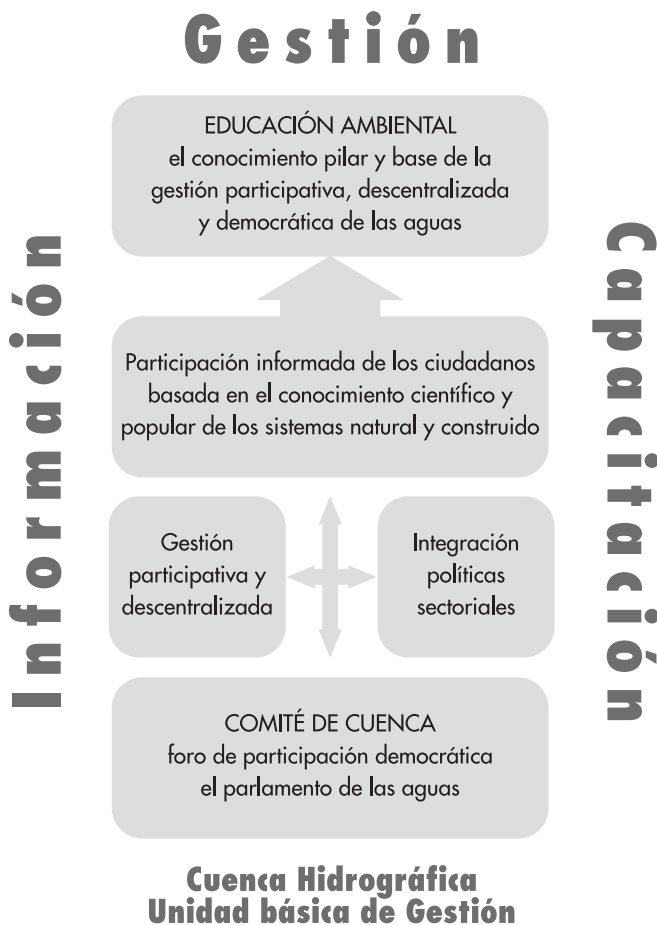 Gestión
EDUCACIÓN AMBIENTAL
el conocimiento pilar y base de la
gestión participativa, descentralizada
y democrática de las aguas
Información
Capacitación
Participación informada de los ciudadanos
basada en el conocimiento científico y
popular de los sistemas natural y construido
Gestión
participativa y
descentralizada
Integración
políticas
sectoriales
COMITÉ DE CUENCA
foro de participación democrática
el parlamento de las aguas
Cuenca Hidrográfica
Unidad básica de Gestión